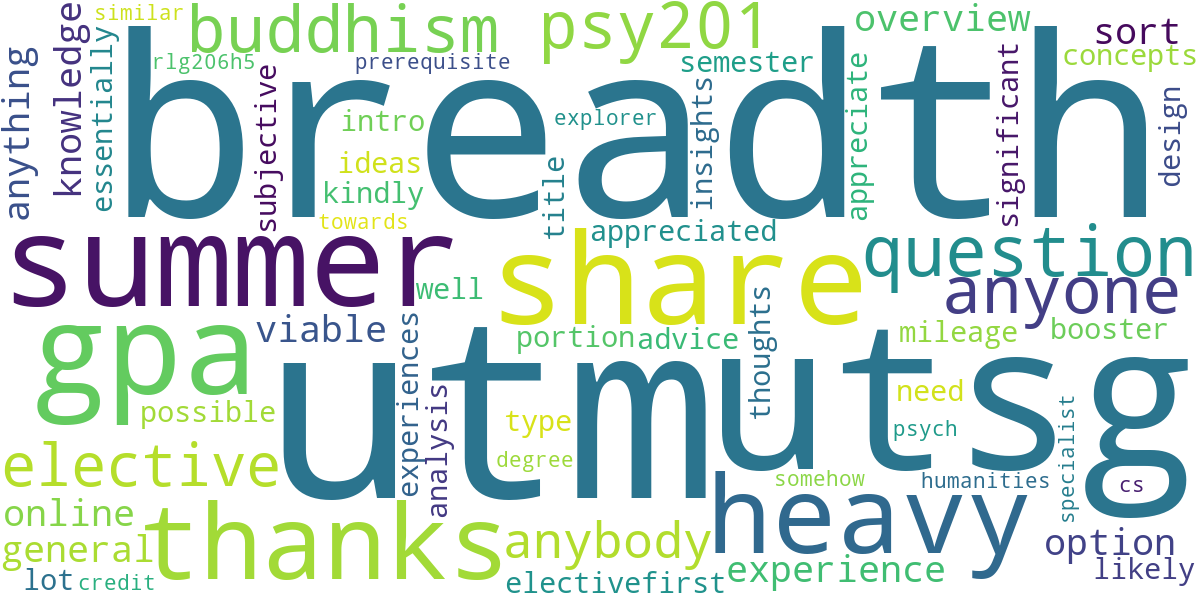 similar
buddhism
psy201
overview
sort
knowledge
essentially
anything
rlg206h5
prerequisite
semester
concepts
breadth
subjective
intro
explorer
insights
appreciate
significant
design
ideas
kindly
title
towards
appreciated
summer
share
question
anyone
well
gpa
viable
experiences
portion
advice
thoughts
mileage
booster
utm
utsg
possible
analysis
type
need
psych
specialist
elective
degree
somehow
humanities
cs
online
thanks
anybody
heavy
option
general
experience
likely
lot
credit
electivefirst